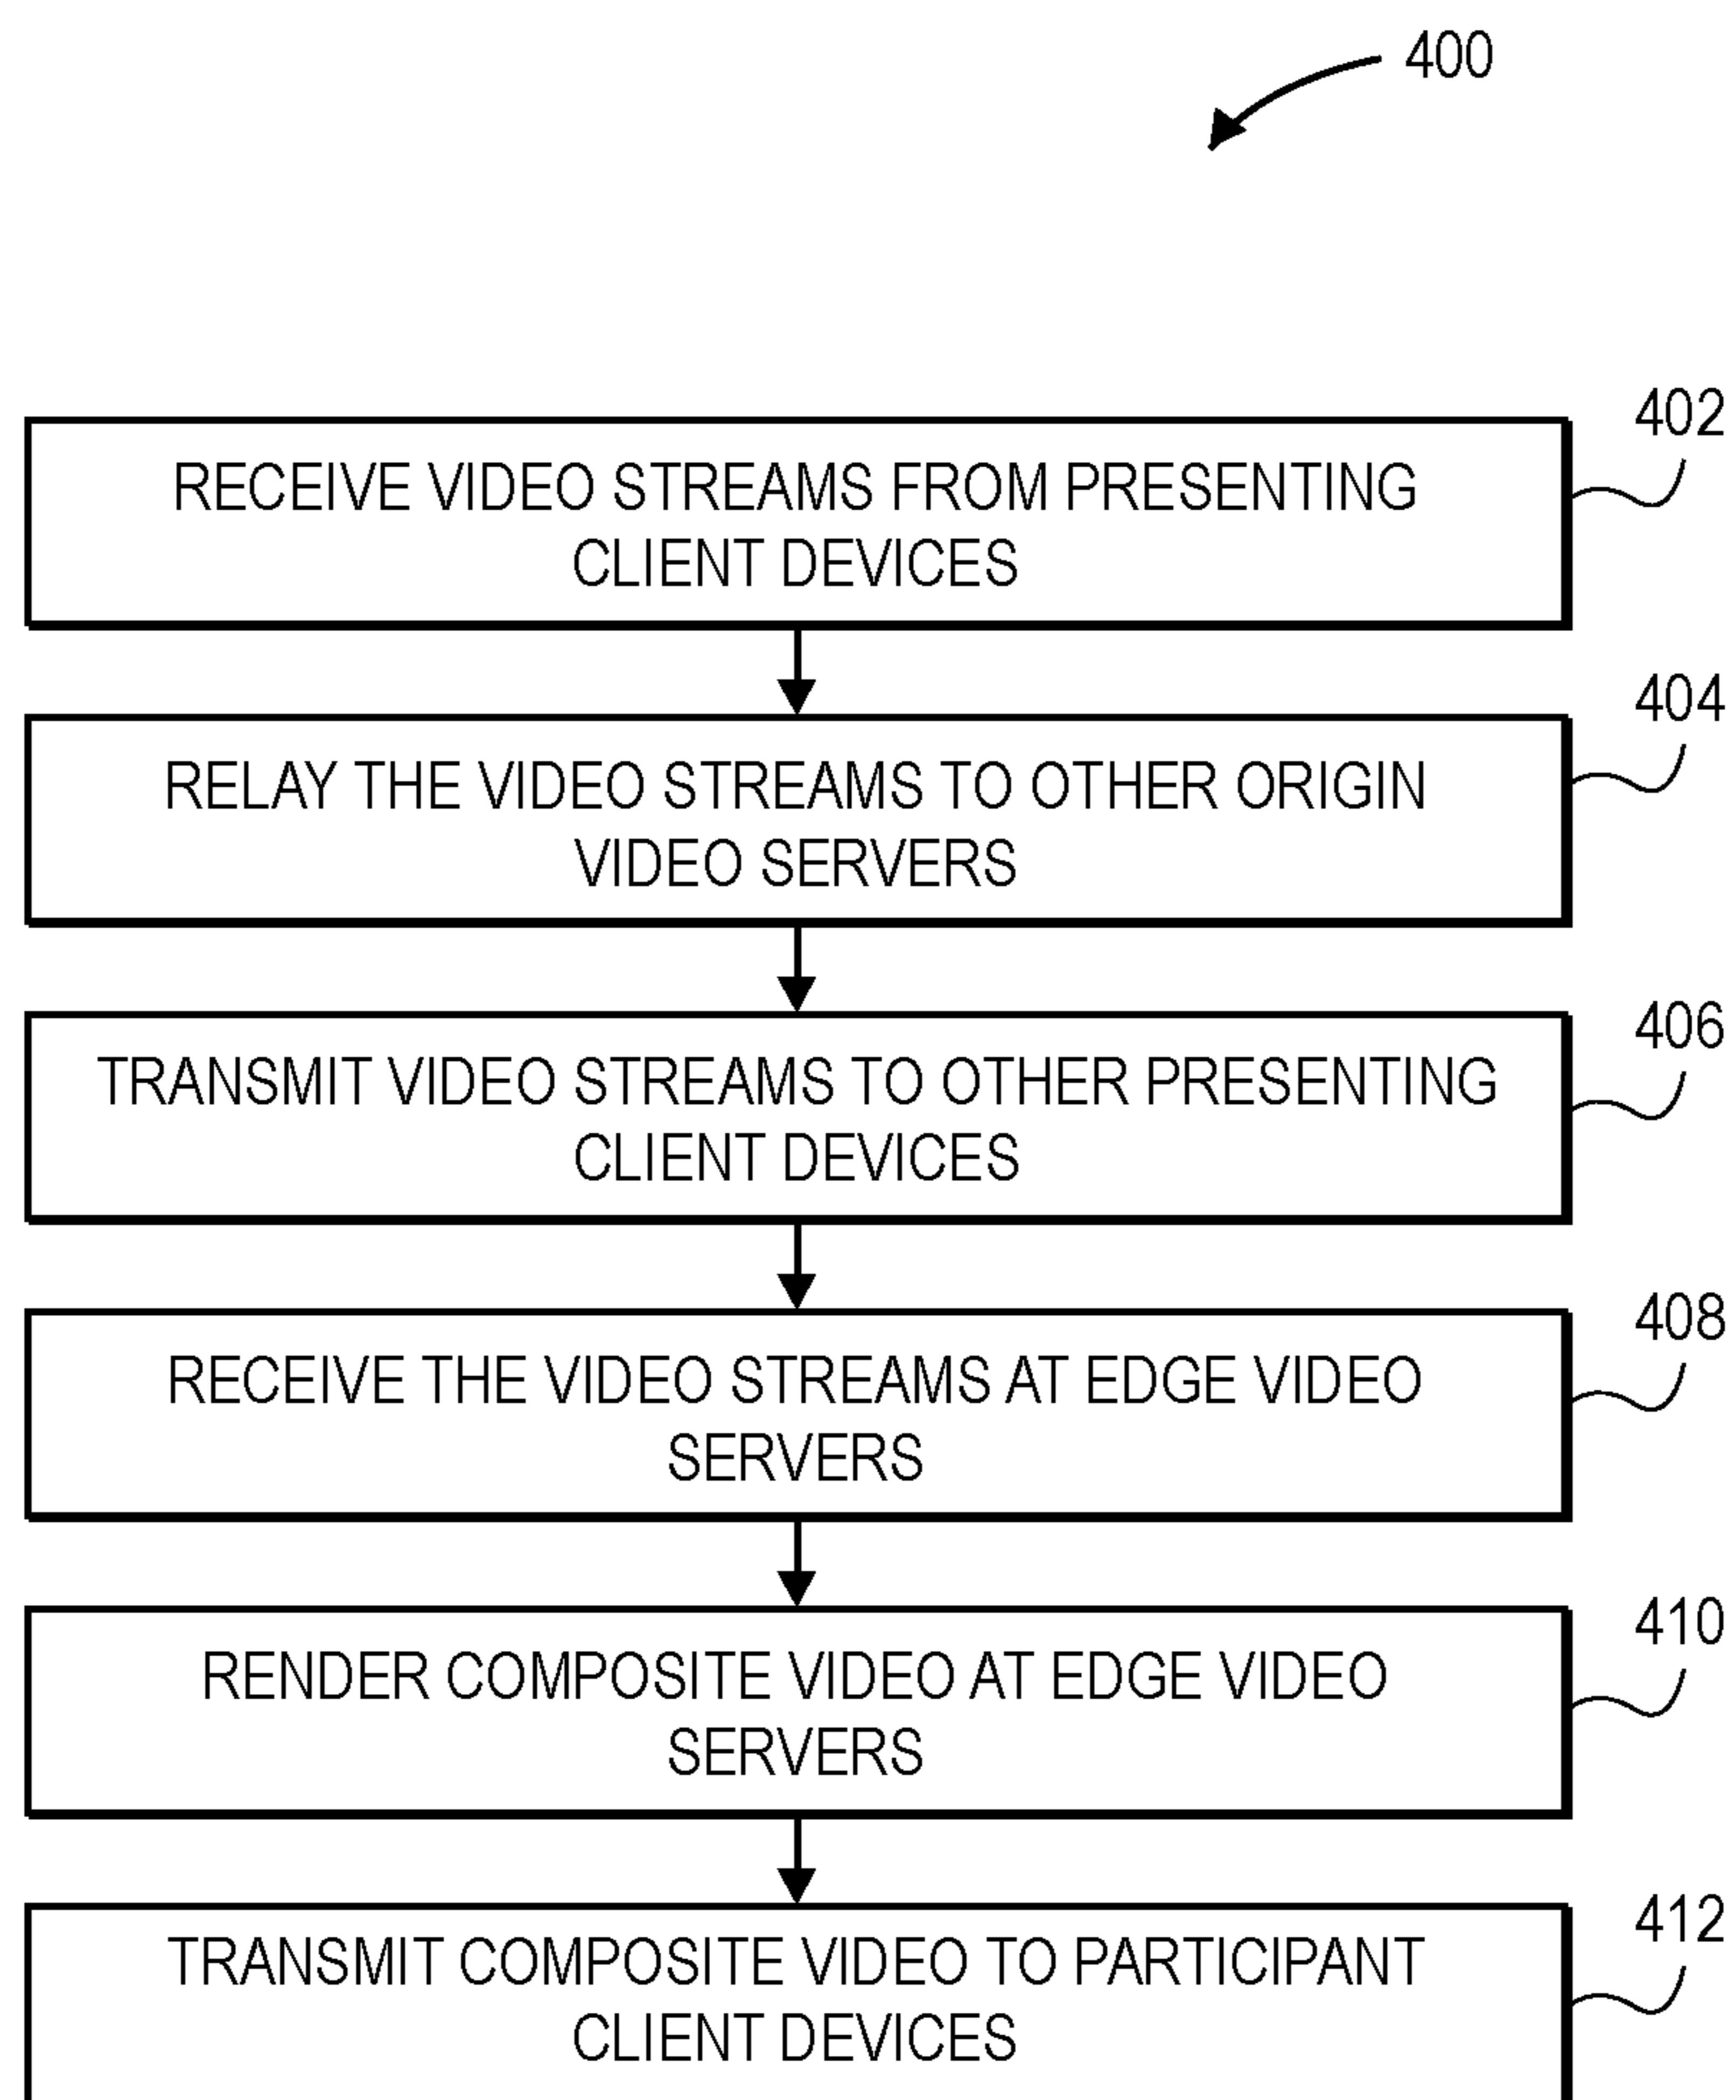 400
402
RECEIVE VIDEO STREAMS FROM PRESENTING
CLIENT DEVICES
404
RELAY THE VIDEO STREAMS TO OTHER ORIGIN
VIDEO SERVERS
406
TRANSMIT VIDEO STREAMS TO OTHER PRESENTING
CLIENT DEVICES
408
RECEIVE THE VIDEO STREAMS AT EDGE VIDEO
SERVERS
410
RENDER COMPOSITE VIDEO AT EDGE VIDEO
SERVERS
412
TRANSMIT COMPOSITE VIDEO TO PARTICIPANT
CLIENT DEVICES